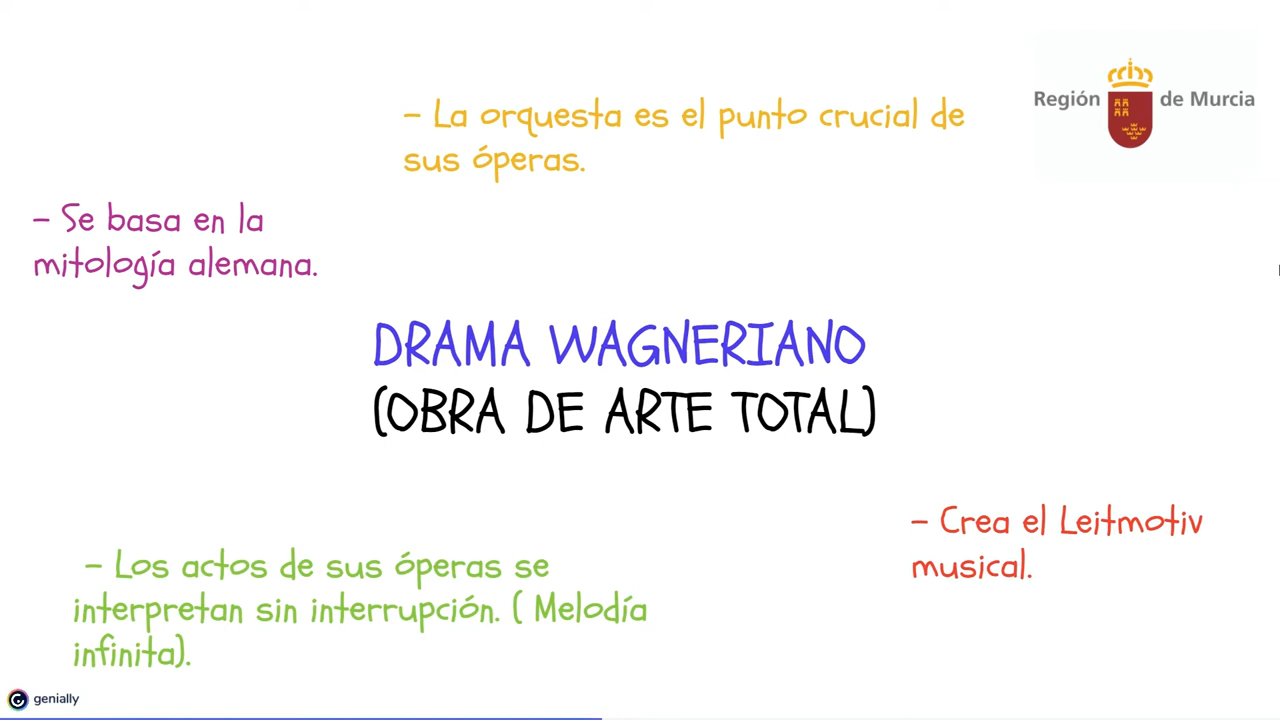 Región de Murcia
- La orquesta es el punto crucial de
sus óperas.
- Se basa en la
mitología alemana.
DRAMA WAGNERIANO
(OBRA DE ARTE TOTAL)
- Crea el Leitmotiv
musical.
- Los actos de sus óperas se
interpretan sin interrupción. ( Melodía
infinita).
genially